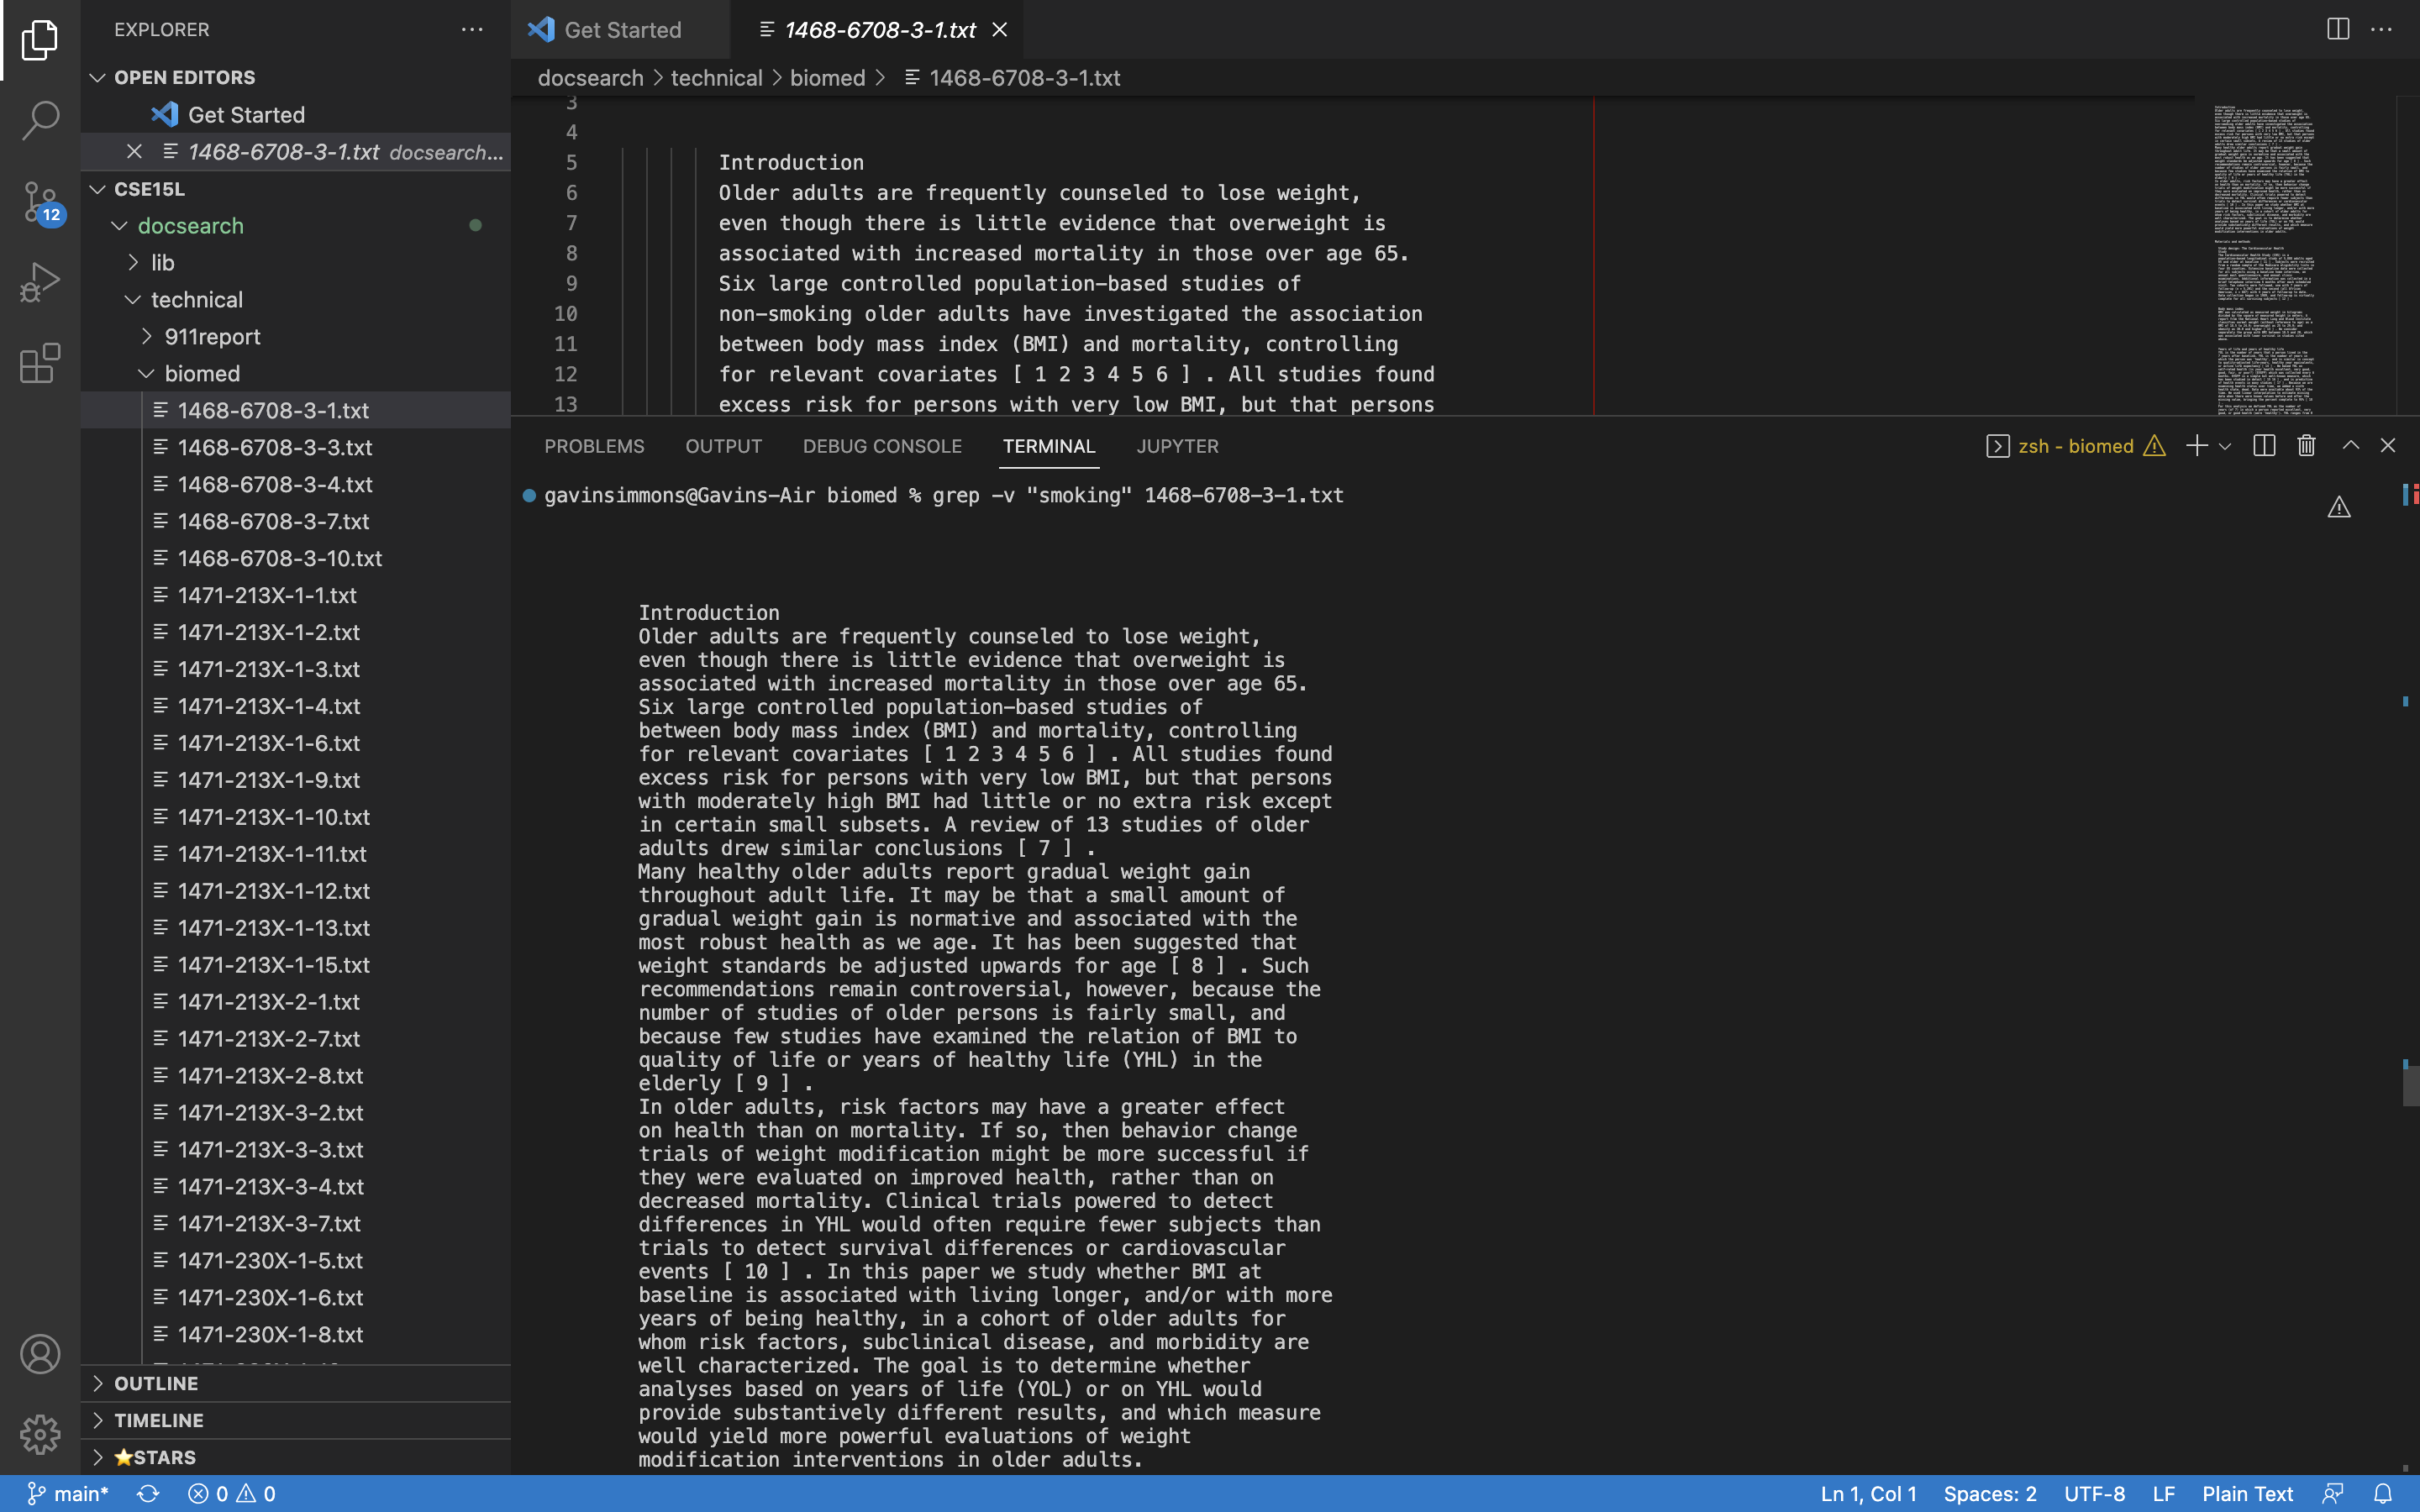 EXPLORER
OPEN EDITORS
Get Started
1468-6708-3-1.txt docsearch...
CSE15L
docsearch
lib
technical
911report
biomed
1468-6708-3-1.txt
1468-6708-3-3.txt
1468-6708-3-4.txt
1468-6708-3-7.txt
1468-6708-3-10.txt
1471-213X-1-1.txt
1471-213X-1-2.txt
1471-213X-1-3.txt
1471-213X-1-4.txt
1471-213X-1-6.txt
1471-213X-1-9.txt
1471-213X-1-10.txt
1471-213X-1-11.txt
1471-213X-1-12.txt
1471-213X-1-13.txt
1471-213X-1-15.txt
1471-213X-2-1.txt
1471-213X-2-7.txt
1471-213X-2-8.txt
1471-213X-3-2.txt
1471-213X-3-3.txt
1471-213X-3-4.txt
1471-213X-3-7.txt
1471-230X-1-5.txt
1471-230X-1-6.txt
1471-230X-1-8.txt
OUTLINE
TIMELINE
⭐STARS
12
Get Started
1468-6708-3-1.txt
docsearch > technical > biomed > 1468-6708-3-1.txt
3
4
5 Introduction
6 Older adults are frequently counseled to lose weight,
7 even though there is little evidence that overweight is
8 associated with increased mortality in those over age 65.
9 Six large controlled population-based studies of
10 non-smoking older adults have investigated the association
11 between body mass index (BMI) and mortality, controlling
12 for relevant covariates [ 1 2 3 4 5 6 ] . All studies found
13 excess risk for persons with very low BMI, but that persons
PROBLEMS OUTPUT DEBUG CONSOLE TERMINAL JUPYTER
zsh - biomed
gavinsimmons@Gavins-Air biomed % grep -v "smoking" 1468-6708-3-1.txt
Introduction
Older adults are frequently counseled to lose weight,
even though there is little evidence that overweight is
associated with increased mortality in those over age 65.
Six large controlled population-based studies of
between body mass index (BMI) and mortality, controlling
for relevant covariates [ 1 2 3 4 5 6 ] . All studies found
excess risk for persons with very low BMI, but that persons
with moderately high BMI had little or no extra risk except
in certain small subsets. A review of 13 studies of older
adults drew similar conclusions [ 7 ] .
Many healthy older adults report gradual weight gain
throughout adult life. It may be that a small amount of
gradual weight gain is normative and associated with the
most robust health as we age. It has been suggested that
weight standards be adjusted upwards for age [ 8 ] . Such
recommendations remain controversial, however, because the
number of studies of older persons is fairly small, and
because few studies have examined the relation of BMI to
quality of life or years of healthy life (YHL) in the
elderly [ 9 ] .
In older adults, risk factors may have a greater effect
on health than on mortality. If so, then behavior change
trials of weight modification might be more successful if
they were evaluated on improved health, rather than on
decreased mortality. Clinical trials powered to detect
differences in YHL would often require fewer subjects than
trials to detect survival differences or cardiovascular
events [ 10 ] . In this paper we study whether BMI at
baseline is associated with living longer, and/or with more
years of being healthy, in a cohort of older adults for
whom risk factors, subclinical disease, and morbidity are
well characterized. The goal is to determine whether
analyses based on years of life (YOL) or on YHL would
provide substantively different results, and which measure
would yield more powerful evaluations of weight
modification interventions in older adults.
main* 0 0 Ln 1, Col 1 Spaces: 2 UTF-8 LF Plain Text